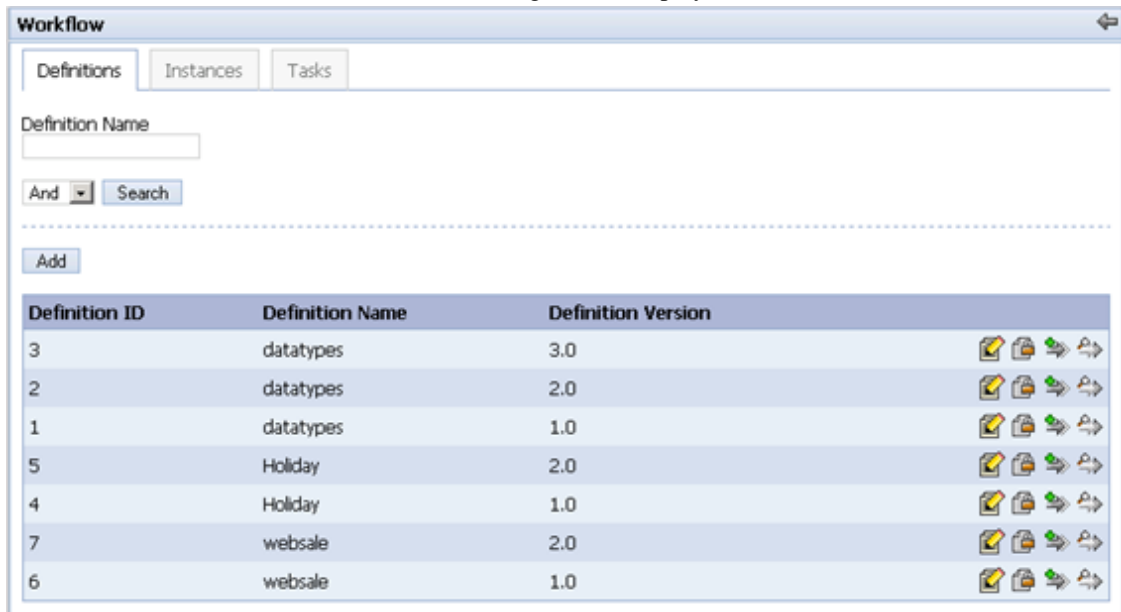 Workflow
Definitions Instances Tasks
Definition Name
And Search
Add
Definition ID Definition Name Definition Version
3 datatypes 3.0
2 datatypes 2.0
1 datatypes 1.0
5 Holiday 2.0
4 Holiday 1.0
7 websale 2.0
6 websale 1.0